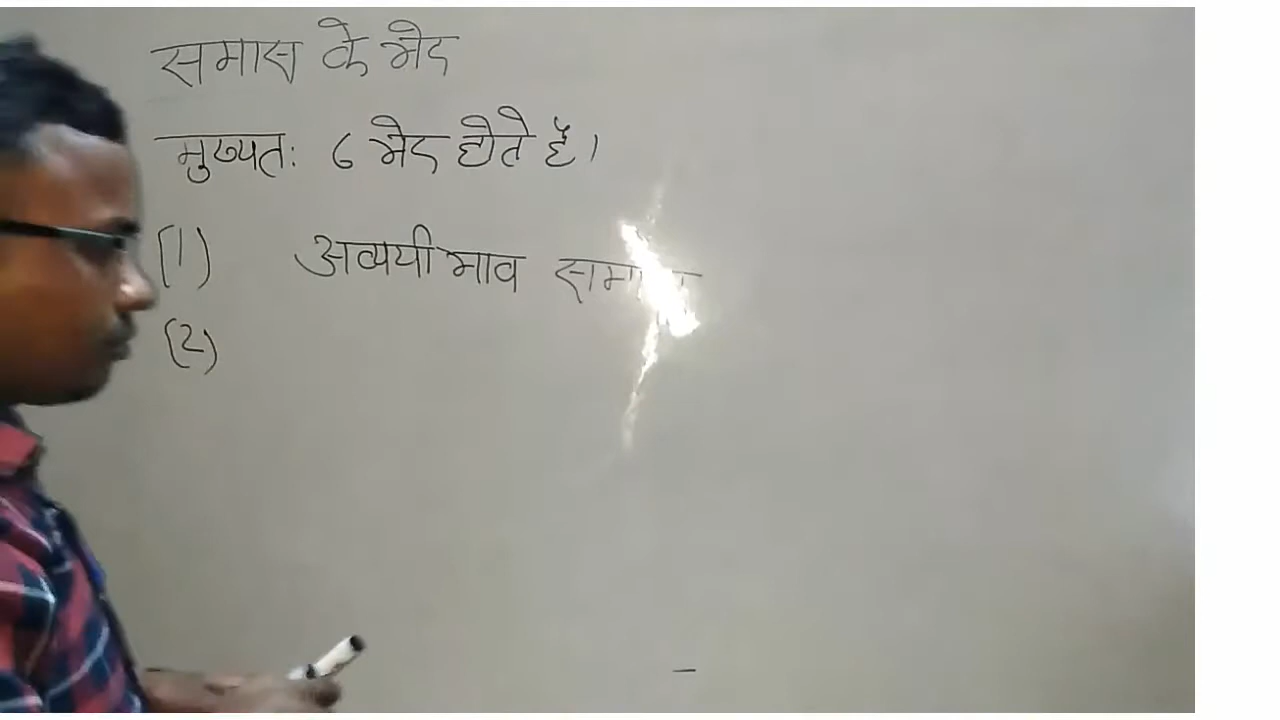 समास के भेद
मुख्यतः 6 भेद होते हैं।
(1) अव्ययीभाव
(2)